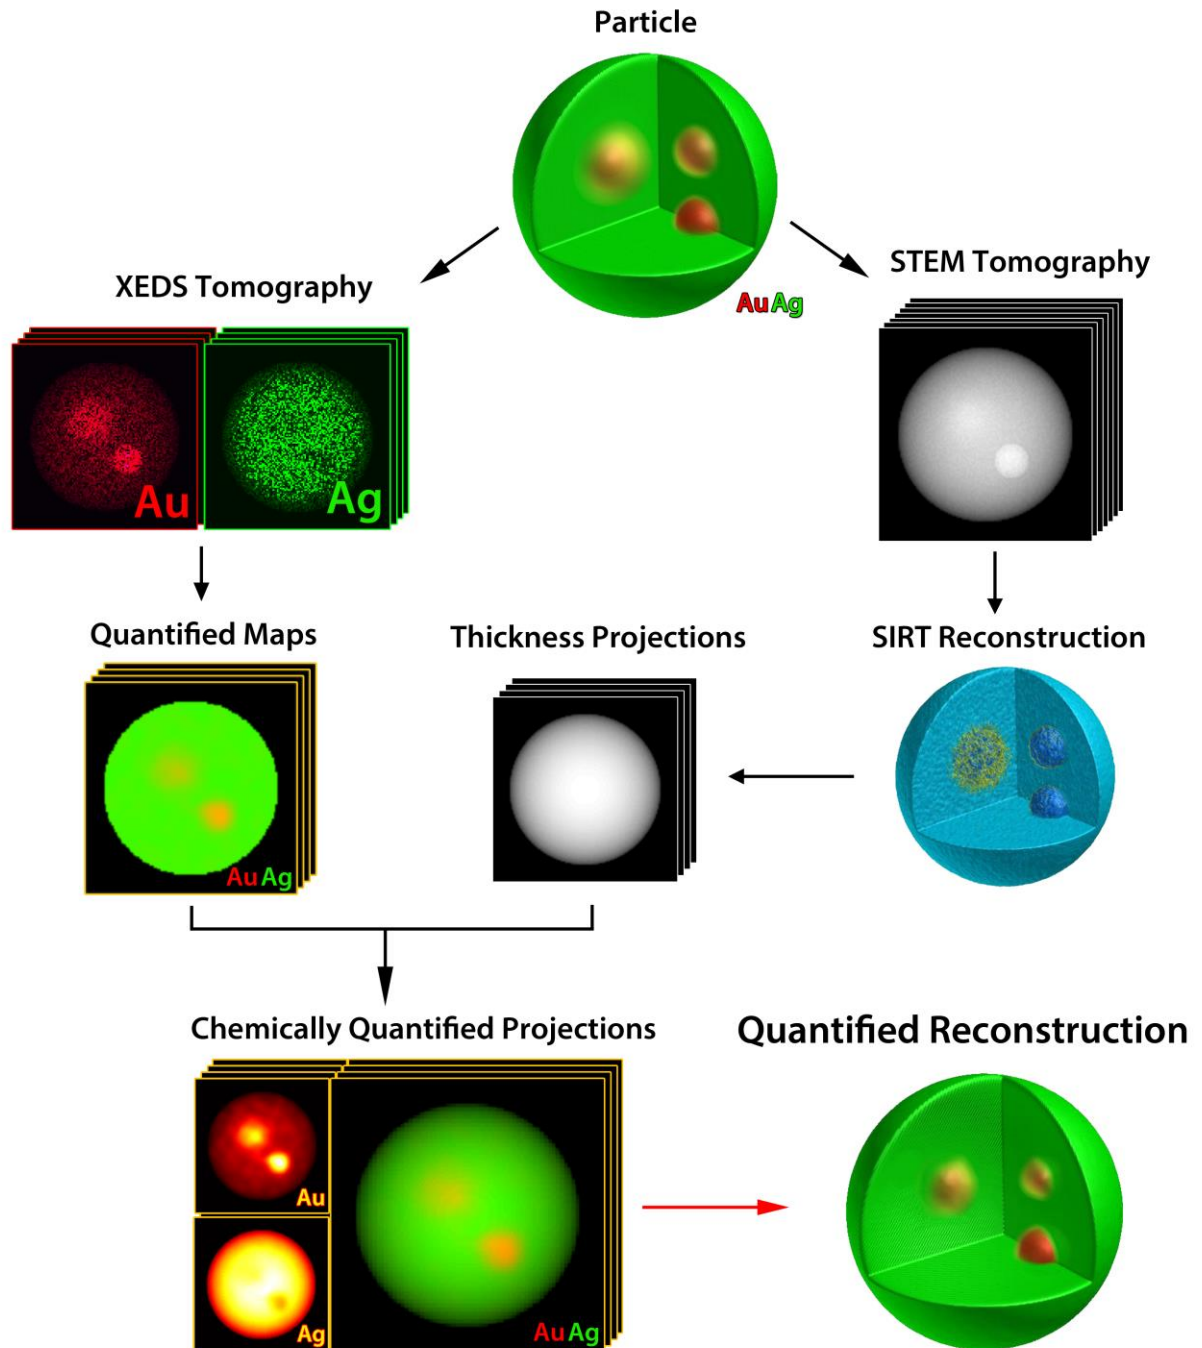 Particle
AuAg
XEDS Tomography
STEM Tomography
Au
Ag
Quantified Maps
Thickness Projections
SIRT Reconstruction
AuAg
Chemically Quantified Projections
Quantified Reconstruction
Au
Ag
AuAg